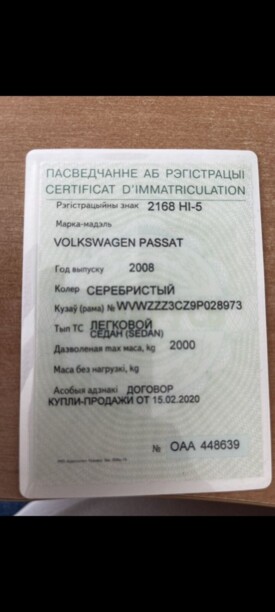 ПАСВЕДЧАННЕ АБ РЭГІСТРАЦЫІ
CERTIFICAT D'IMMATRICULATION
Рэгістрацыйны знак 2168 HI-5
Марка-мадэль
VOLKSWAGEN PASSAT
Год выпуску 2008
Колер СЕРЕБРИСТЫЙ
Кузаў (рама) № WVWZZZ3CZ9P028973
Тып ТС ЛЕГКОВОЙ
СЕДАН (SEDAN)
Дазволеная max маса, kg 2000
Маса без нагрузкі, kg
Асобыя адзнакі ДОГОВОР
КУПЛИ-ПРОДАЖИ ОТ 15.02.2020
№ OAA 448639